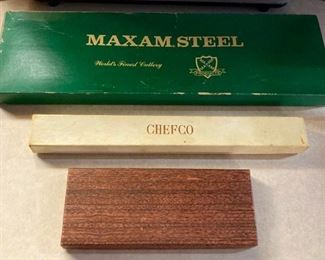 MAXAM STEEL
World's Finest Cutlery
CHEFCO